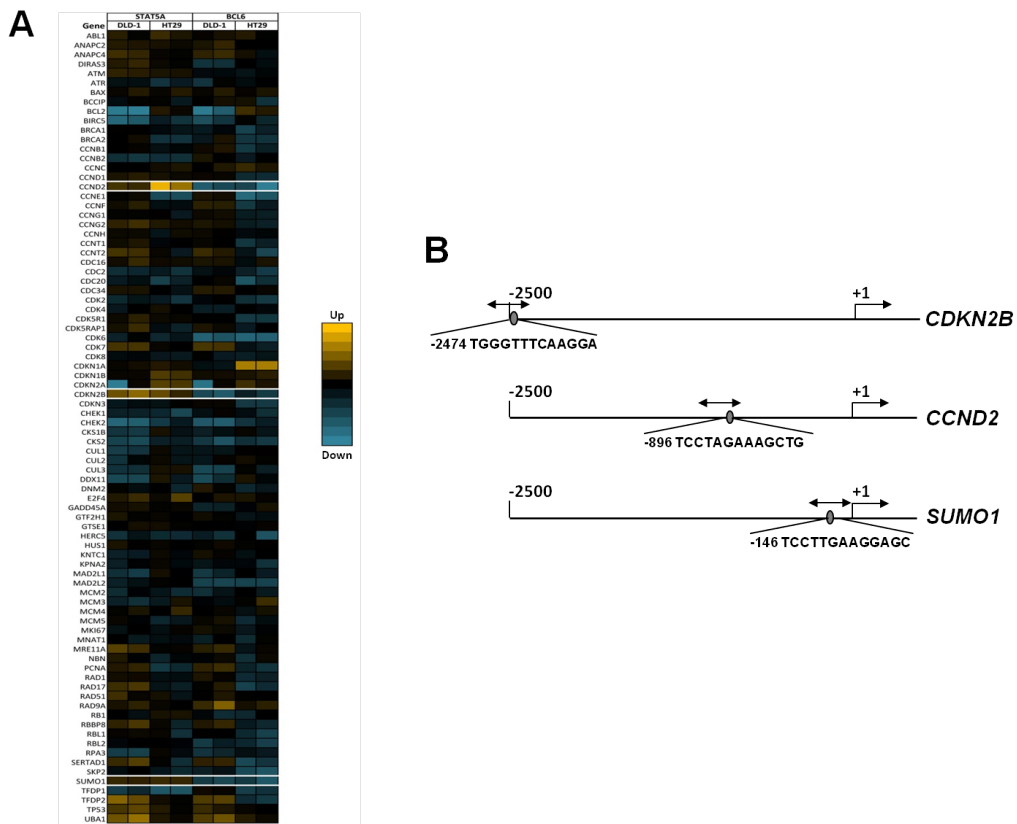 A
STAT5A BCL6
Gene DLD-1 HT29 DLD-1 HT29
ABL1
ANAPC2
ANAPC4
DIRAS3
ATM
ATR
BAX
BCCIP
BCL2
BIRC5
BRCA1
BRCA2
CCNB1
CCNB2
CCNC
CCND1
CCND2
CCNE1
CCNF
CCNG1
CCNG2
CCNH
CCNT1
CCNT2
CDC16
CDC2
CDC20
CDC34
CDK2
CDK4
CDK5R1
CDK5RAP1
CDK6
CDK7
CDK8
CDKN1A
CDKN1B
CDKN2A
CDKN2B
CDKN3
CHEK1
CHEK2
CKS1B
CKS2
CUL1
CUL2
CUL3
DDX11
DNM2
E2F4
GADD45A
GTF2H1
GTSE1
HERC5
HUS1
KNTC1
KPNA2
MAD2L1
MAD2L2
MCM2
MCM3
MCM4
MCM5
MKI67
MNAT1
MRE11A
NBN
PCNA
RAD1
RAD17
RAD51
RAD9A
RB1
RBBP8
RBL1
RBL2
RPA3
SERTAD1
SKP2
SUMO1
TFDP1
TFDP2
TP53
UBA1
Up
Down
B
-2500 +1
CDKN2B
-2474 TGGGTTTCAAGGA
-2500 +1
CCND2
-896 TCCTAGAAAGCTG
-2500 +1
SUMO1
-146 TCCTTGAAGGAGC